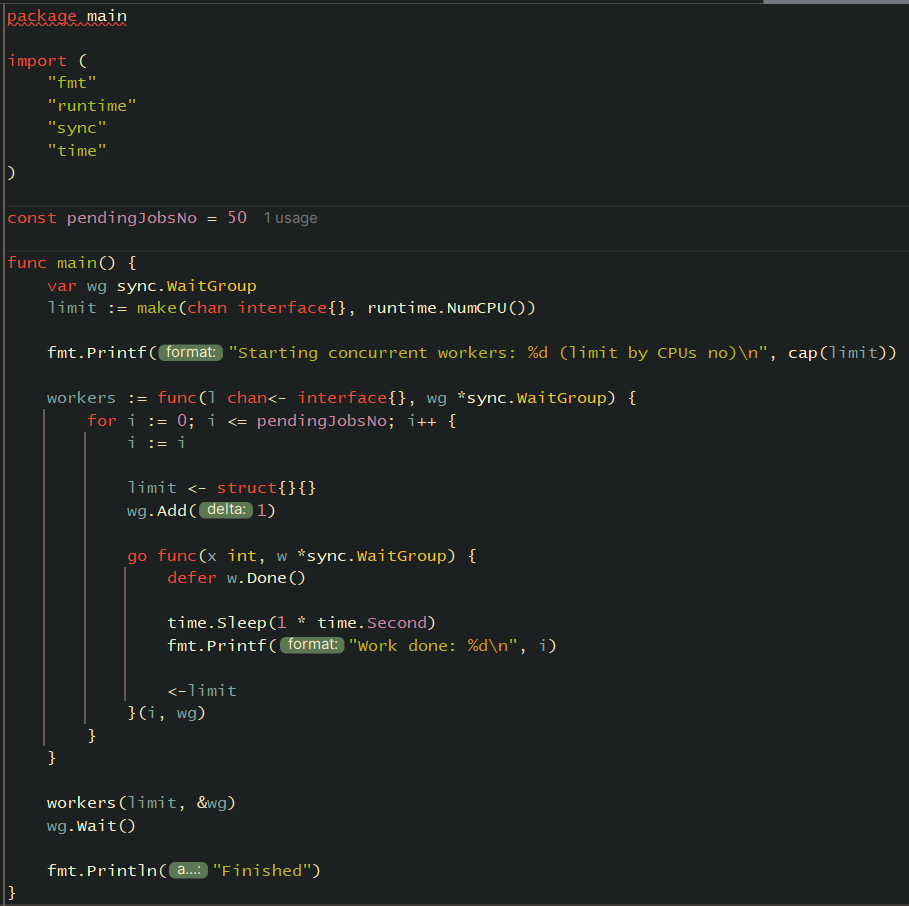 package main
import (
"fmt"
"runtime"
"sync"
"time"
)
const pendingJobsNo = 50 1 usage
func main() {
var wg sync.WaitGroup
limit := make(chan interface{}, runtime.NumCPU())
fmt.Printf( format: "Starting concurrent workers: %d (limit by CPUs no)\n", cap(limit))
workers := func(l chan<- interface{}, wg *sync.WaitGroup) {
for i := 0; i <= pendingJobsNo; i++ {
i := i
limit <- struct{}{}
wg.Add( delta: 1)
go func(x int, w *sync.WaitGroup) {
defer w.Done()
time.Sleep(1 * time.Second)
fmt.Printf( format: "Work done: %d\n", i)
<-limit
}(i, wg)
}
}
workers(limit, &wg)
wg.Wait()
fmt.Println( a...: "Finished")
}